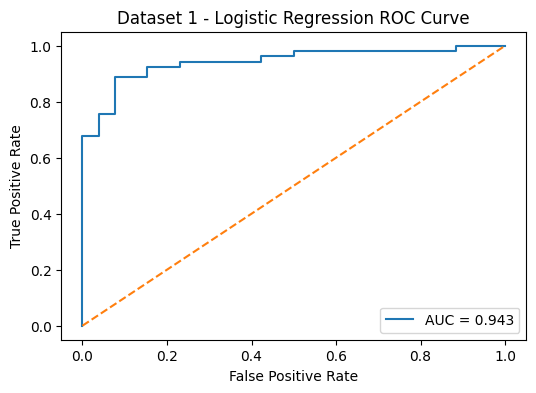 Dataset 1 - Logistic Regression ROC Curve
True Positive Rate
1.0
0.8
0.6
0.4
0.2
0.0
AUC = 0.943
0.0 0.2 0.4 0.6 0.8 1.0
False Positive Rate